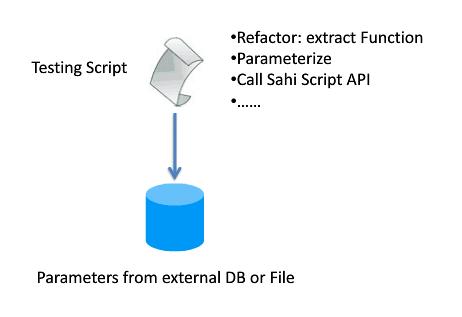 Testing Script
•Refactor: extract Function
•Parameterize
•Call Sahi Script API
•......
Parameters from external DB or File